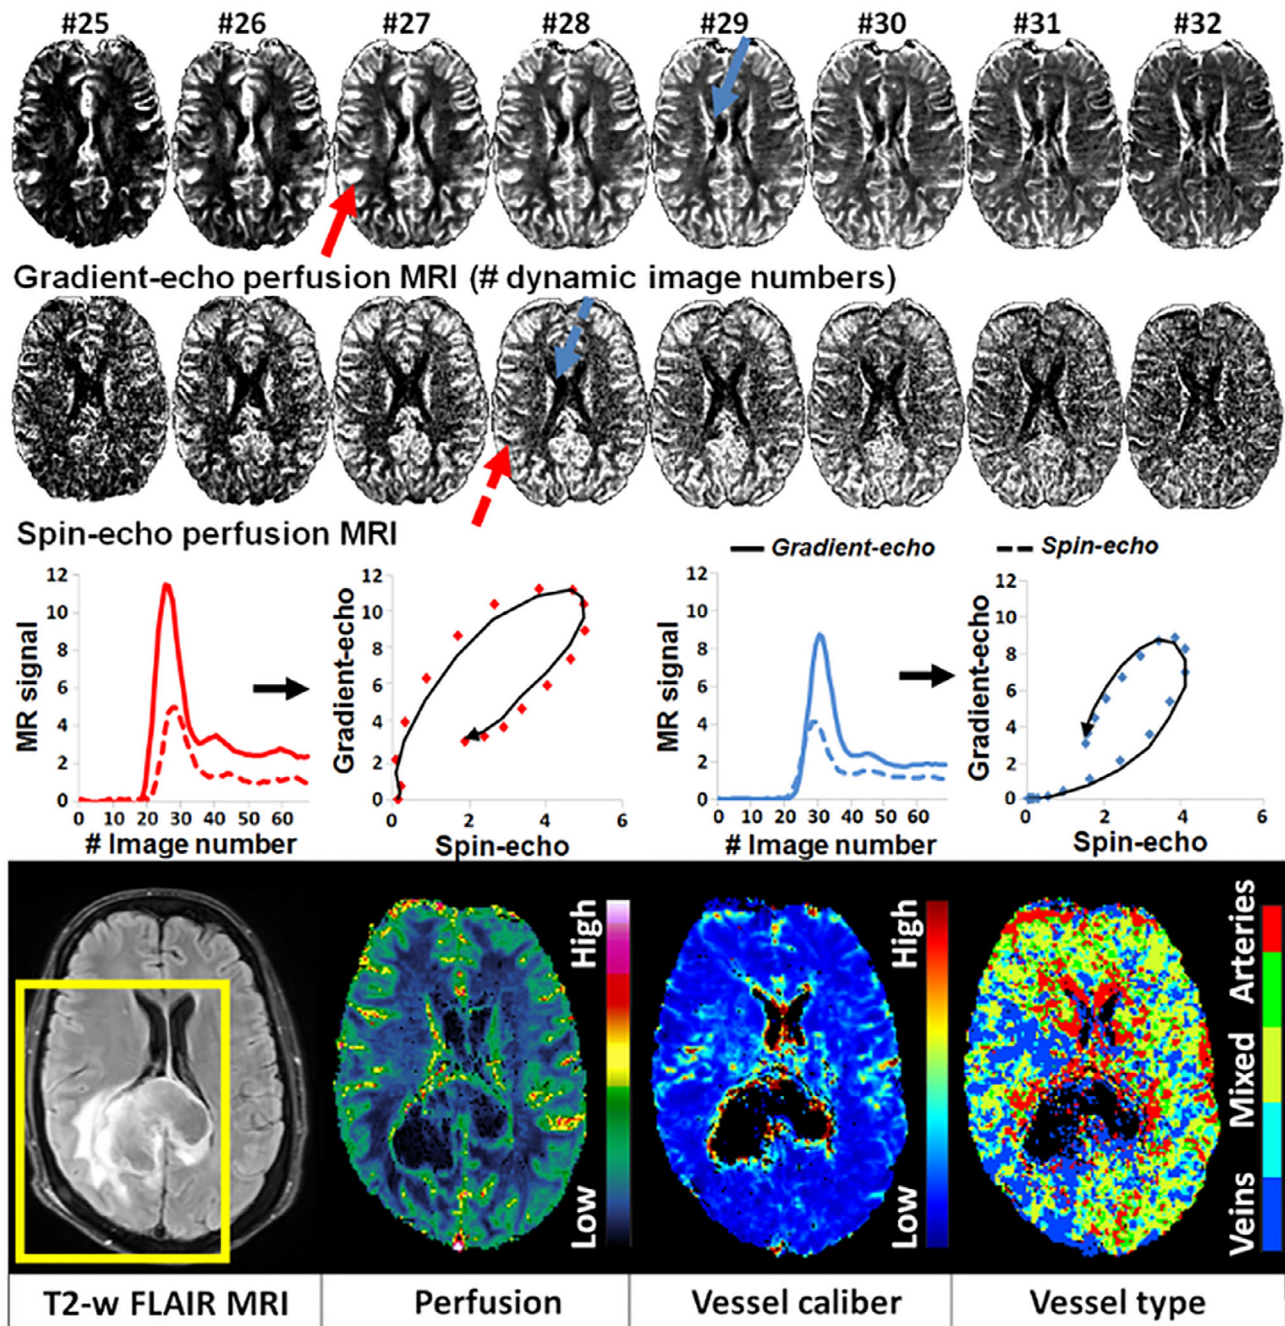 #25 #26 #27 #28 #29 #30 #31 #32
Gradient-echo perfusion MRI (# dynamic image numbers)
Spin-echo perfusion MRI
Gradient-echo Spin-echo
MR signal
12
10
8
6
4
2
0
0 10 20 30 40 50 60
# Image number
Gradient-echo
12
10
8
6
4
2
0
0 2 4 6
Spin-echo
MR signal
12
10
8
6
4
2
0
0 10 20 30 40 50 60
# Image number
Gradient-echo
12
10
8
6
4
2
0
0 2 4 6
Spin-echo
High
Low
High
Low
Arteries
Mixed
Veins
T2-w FLAIR MRI
Perfusion
Vessel caliber
Vessel type